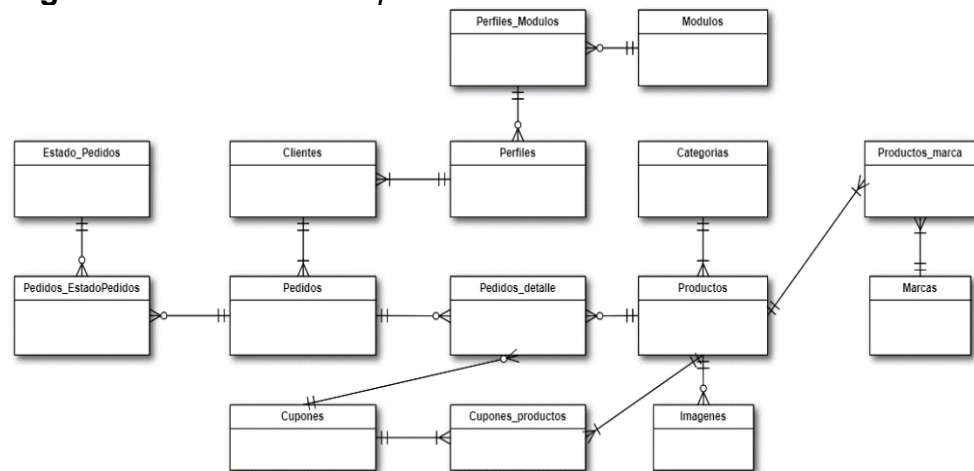 Perfiles_Modulos
Modulos
Estado_Pedidos
Clientes
Perfiles
Categorias
Productos_marca
Pedidos_EstadoPedidos
Pedidos
Pedidos_detalle
Productos
Marcas
Cupones
Cupones_productos
Imagenes